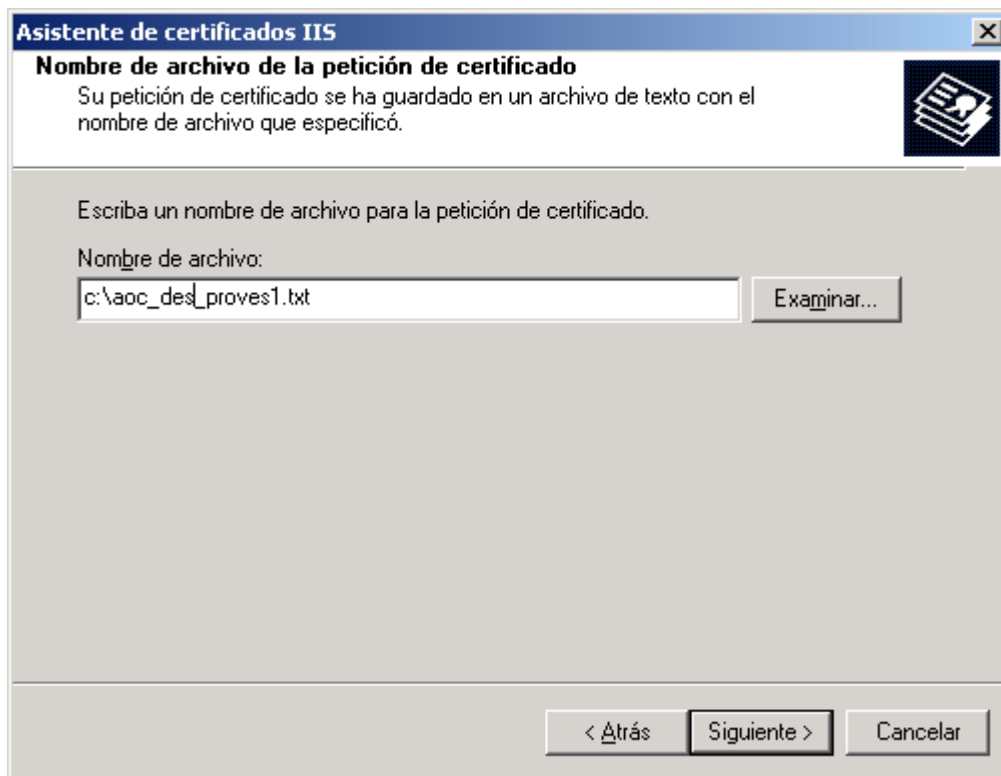 Asistente de certificados IIS
Nombre de archivo de la petición de certificado
Su petición de certificado se ha guardado en un archivo de texto con el
nombre de archivo que especificó.
Escriba un nombre de archivo para la petición de certificado.
Nombre de archivo:
c:\aoc_des_proves1.txt
Examinar...
< Atrás
Siguiente >
Cancelar